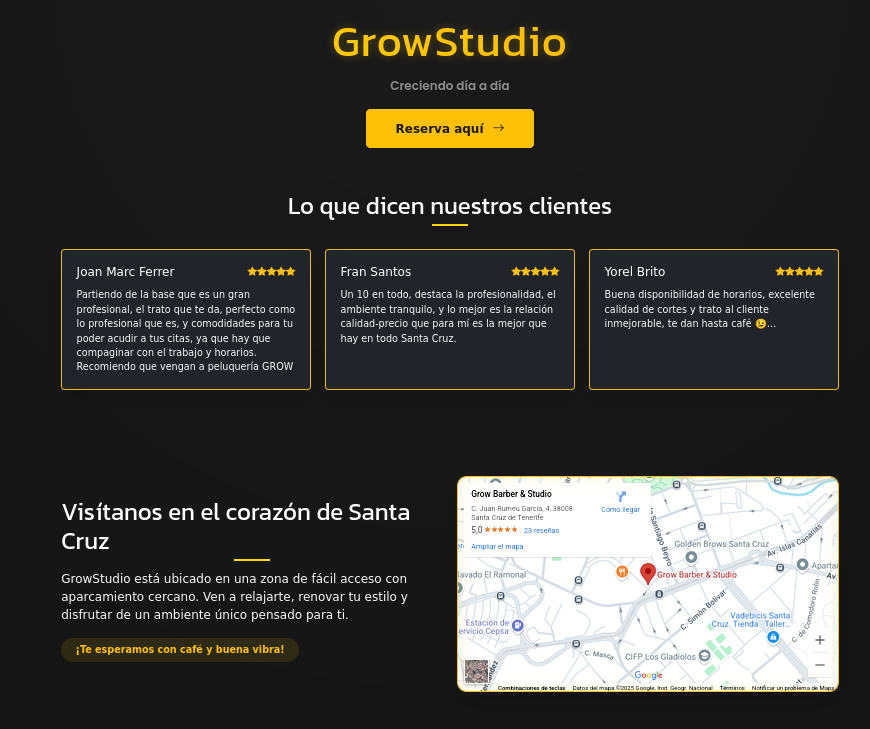 GrowStudio
Creciendo día a día
Reserva aquí →
Lo que dicen nuestros clientes
Joan Marc Ferrer ★★★★★
Partiendo de la base que es un gran
profesional, el trato que te da, perfecto como
lo profesional que es, y comodidades para tu
poder acudir a tus citas, ya que hay que
compaginar con el trabajo y horarios.
Recomiendo que vengan a peluquería GROW
Fran Santos ★★★★★
Un 10 en todo, destaca la profesionalidad, el
ambiente tranquilo, y lo mejor es la relación
calidad-precio que para mí es la mejor que
hay en todo Santa Cruz.
Yorel Brito ★★★★★
Buena disponibilidad de horarios, excelente
calidad de cortes y trato al cliente
inmejorable, te dan hasta café 😉...
Visítanos en el corazón de Santa
Cruz
GrowStudio está ubicado en una zona de fácil acceso con
aparcamiento cercano. Ven a relajarte, renovar tu estilo y
disfrutar de un ambiente único pensado para ti.
¡Te esperamos con café y buena vibra!
Grow Barber & Studio
C. Juan Rumeu García, 4, 38008
Santa Cruz de Tenerife
5,0 ★★★★★ 23 reseñas
Ampliar el mapa
Cómo llegar
Santiago Beyro
Golden Brows Santa Cruz
Av. Islas Canarias
lavado El Ramonal
Grow Barber & Studio
Apartar
Av.
C. de Comodoro Rolín
C. Simón Bolívar
Vadebicis Santa
Cruz. Tienda · Taller...
Estación de
ervicio Cepsa
C. Masca
CIFP Los Gladiolos
Google
+
−
Combinaciones de teclas
Datos del mapa ©2025 Google, Inst. Geogr. Nacional
Términos
Notificar un problema de Maps